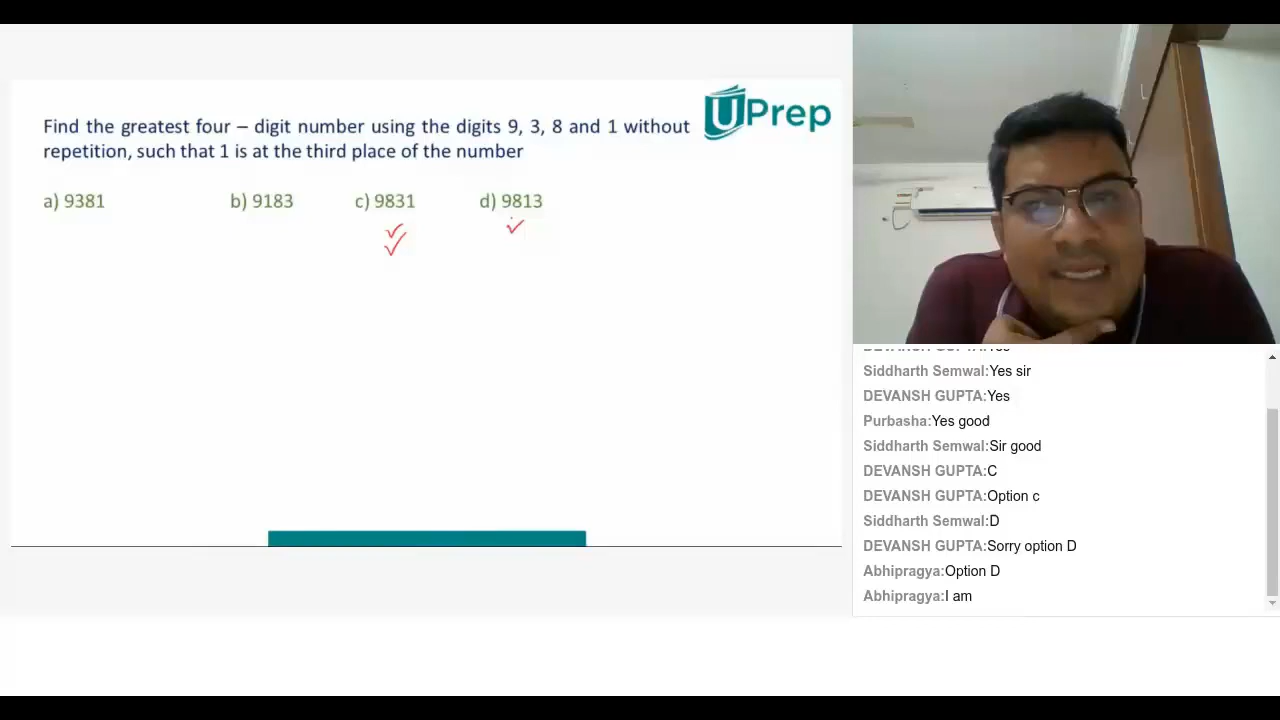 UPrep
Find the greatest four – digit number using the digits 9, 3, 8 and 1 without
repetition, such that 1 is at the third place of the number
a) 9381 b) 9183 c) 9831 d) 9813
Siddharth Semwal:Yes sir
DEVANSH GUPTA:Yes
Purbasha:Yes good
Siddharth Semwal:Sir good
DEVANSH GUPTA:C
DEVANSH GUPTA:Option c
Siddharth Semwal:D
DEVANSH GUPTA:Sorry option D
Abhipragya:Option D
Abhipragya:I am